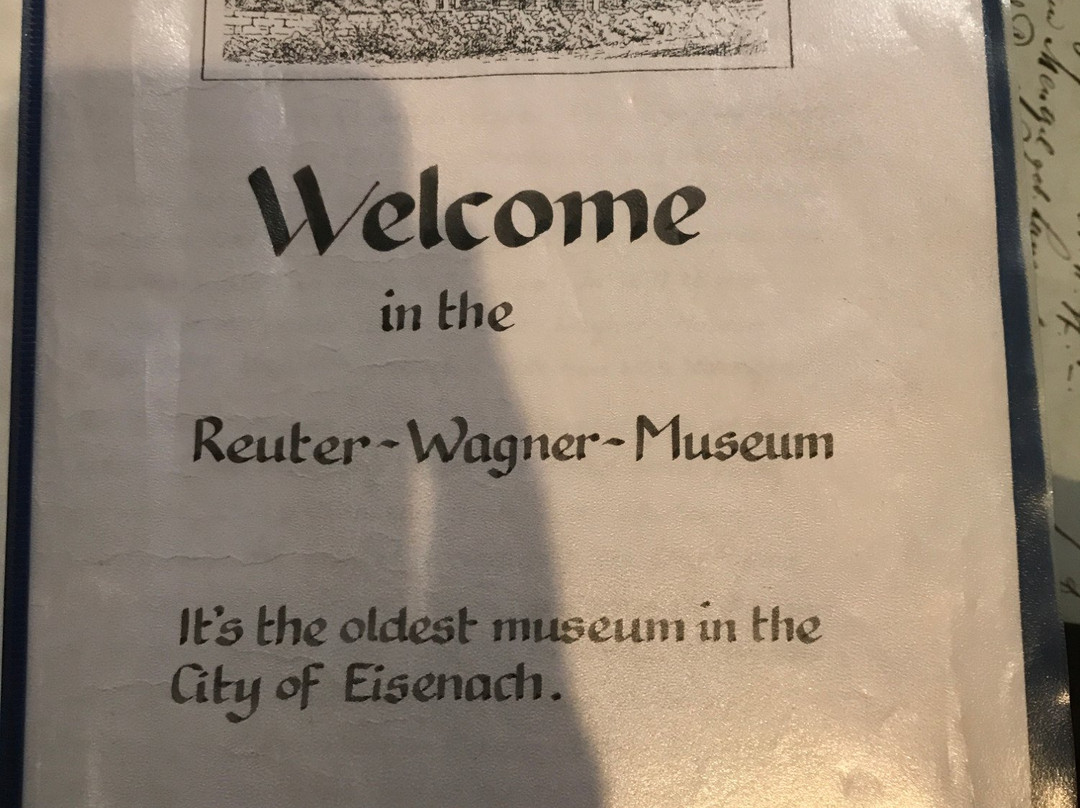 Welcome
in the
Reuter-Wagner-Museum
It's the oldest museum in the
City of Eisenach.